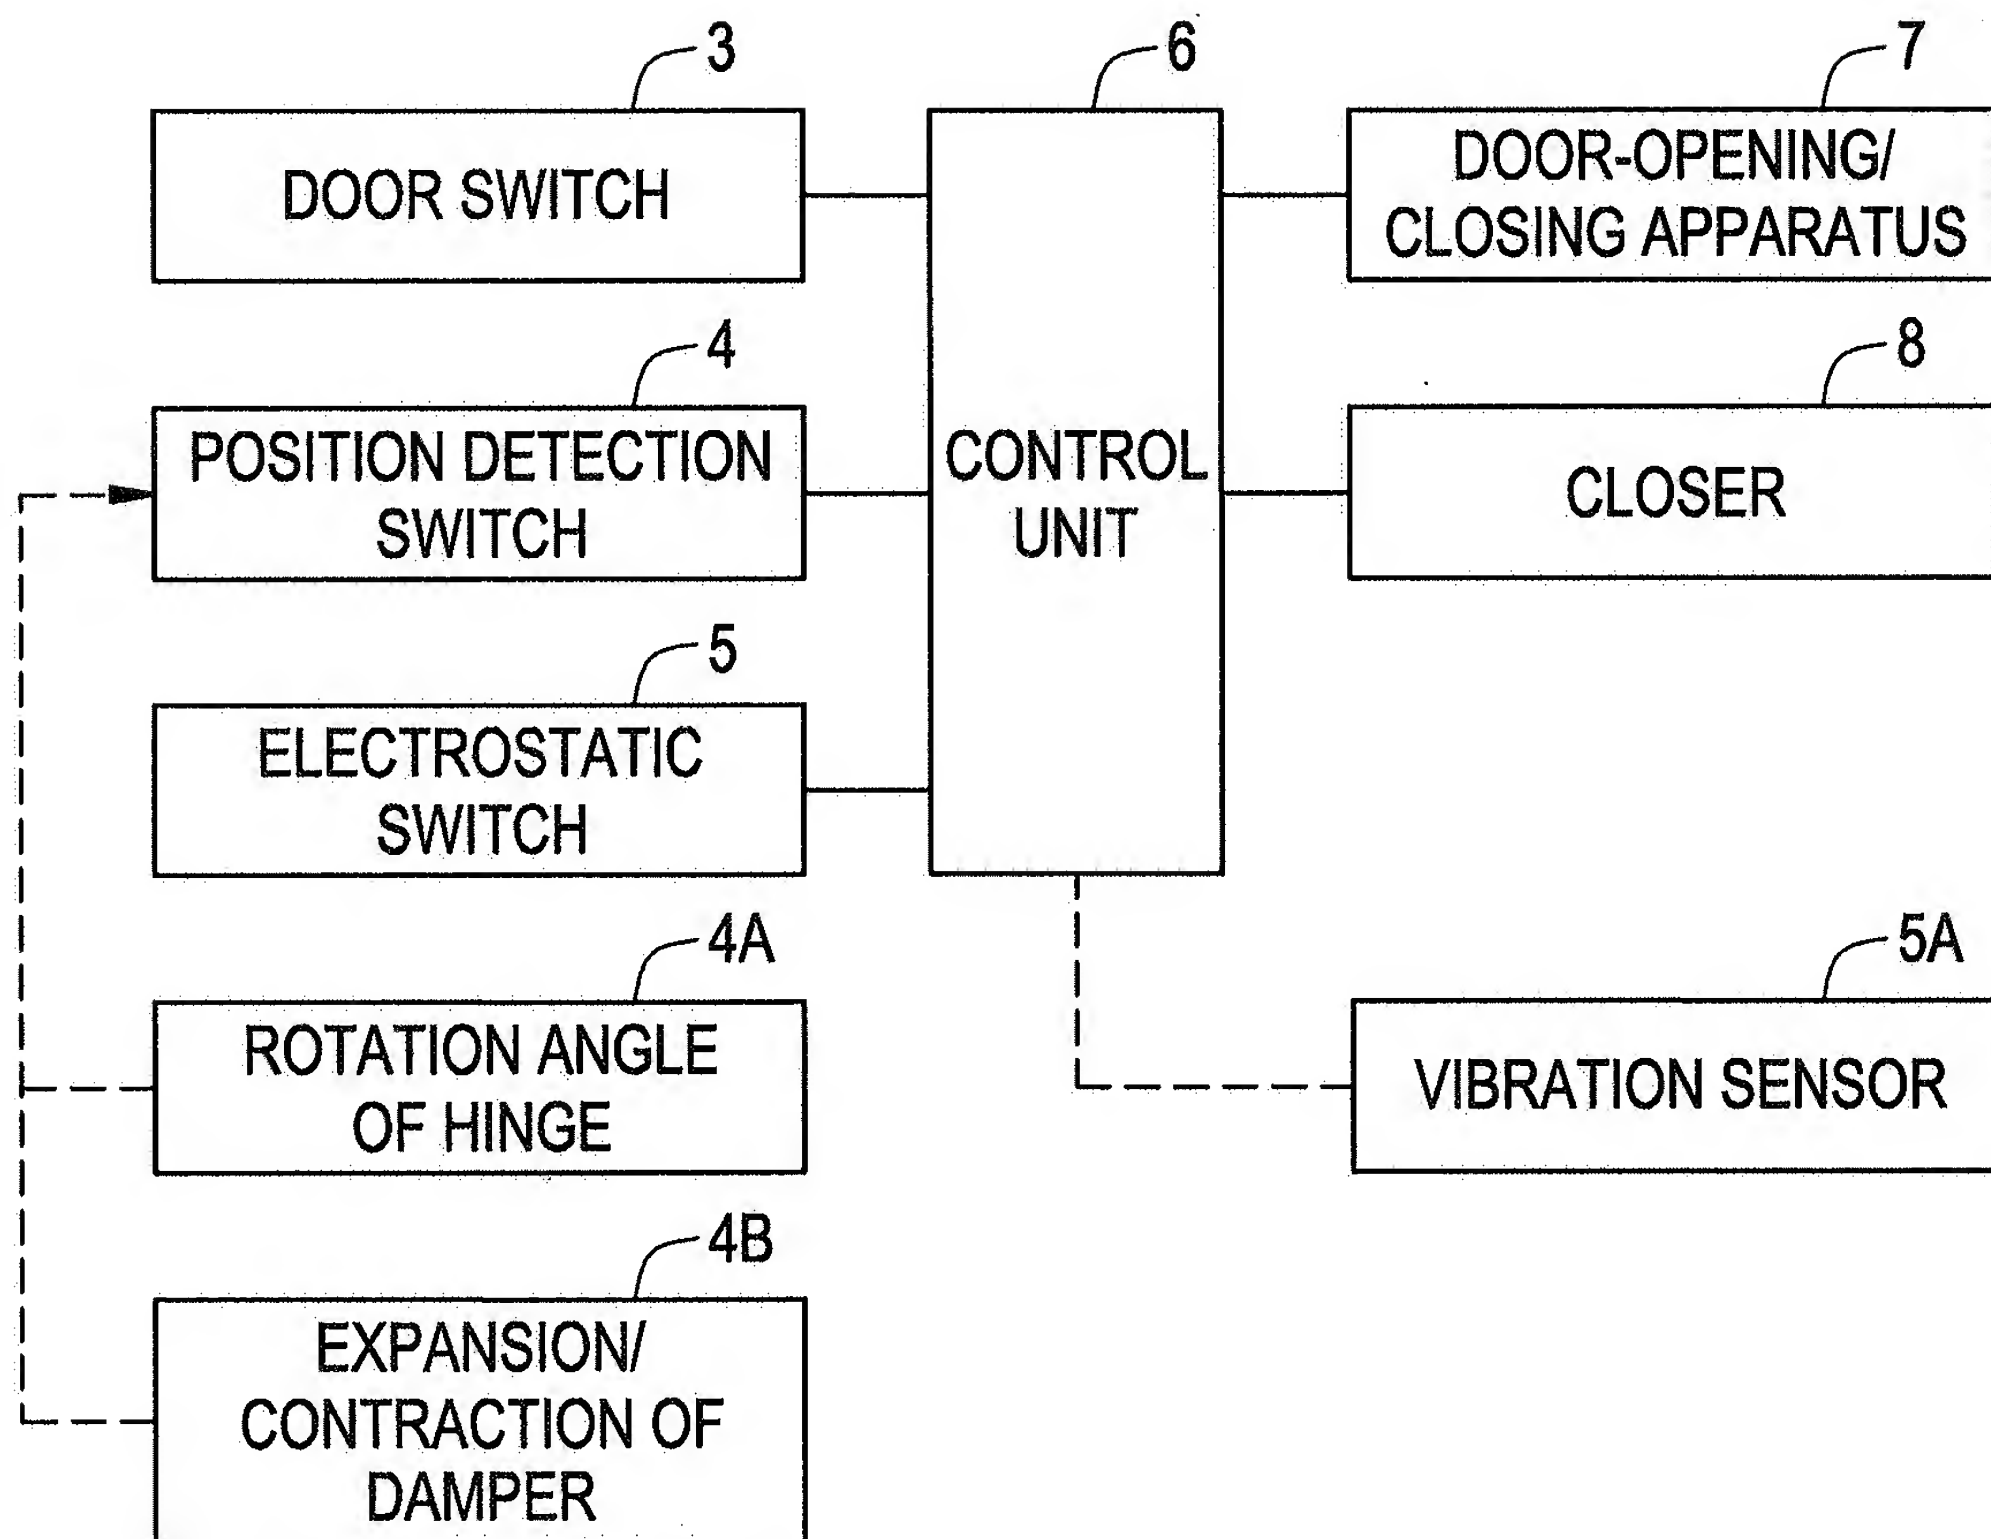 3
DOOR SWITCH
4
POSITION DETECTION
SWITCH
5
ELECTROSTATIC
SWITCH
4A
ROTATION ANGLE
OF HINGE
4B
EXPANSION/
CONTRACTION OF
DAMPER
6
CONTROL
UNIT
7
DOOR-OPENING/
CLOSING APPARATUS
8
CLOSER
5A
VIBRATION SENSOR